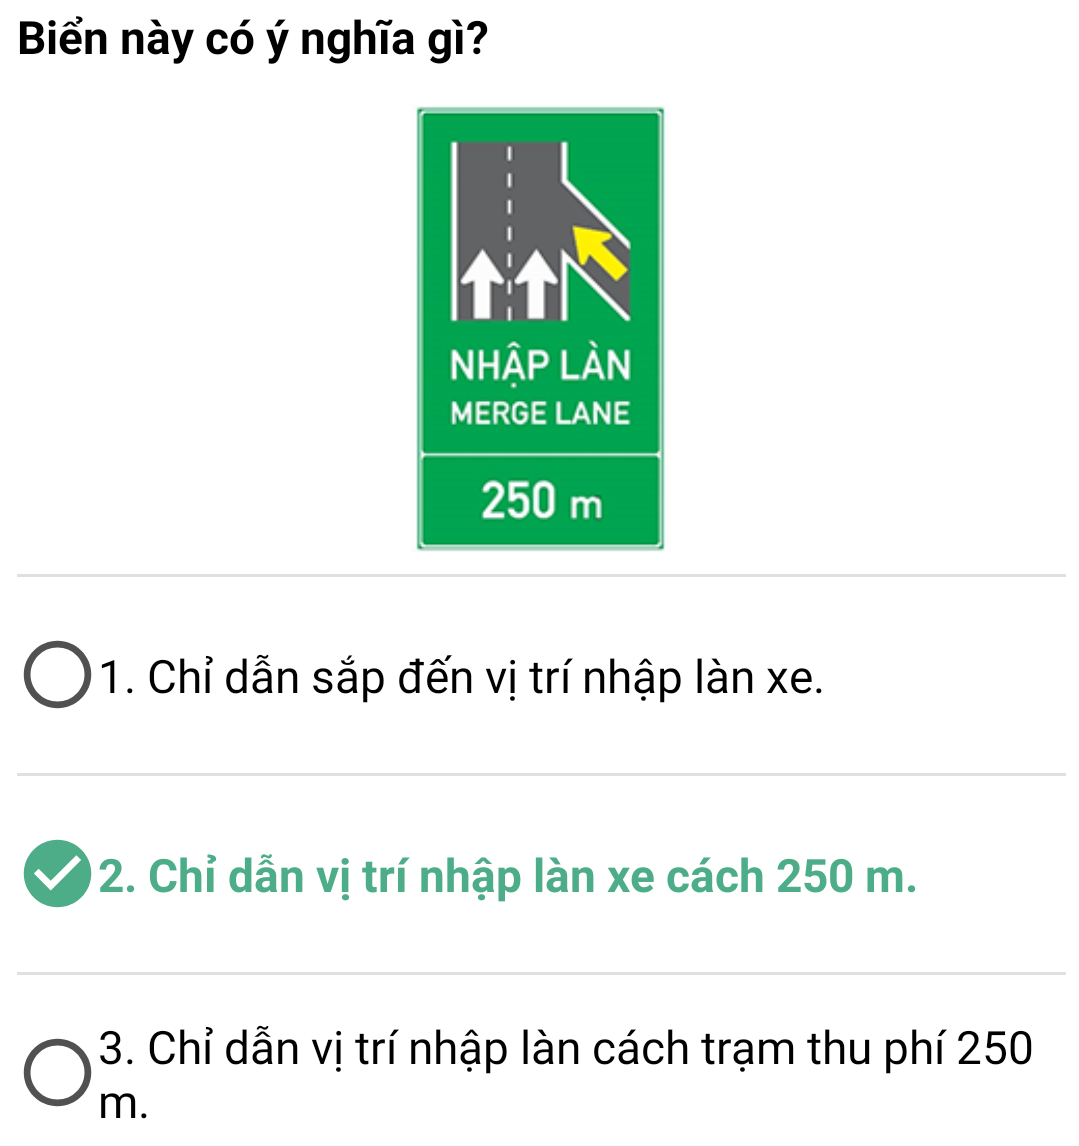 Biển này có ý nghĩa gì?
NHẬP LÀN
MERGE LANE
250 m
1. Chỉ dẫn sắp đến vị trí nhập làn xe.
2. Chỉ dẫn vị trí nhập làn xe cách 250 m.
3. Chỉ dẫn vị trí nhập làn cách trạm thu phí 250
m.